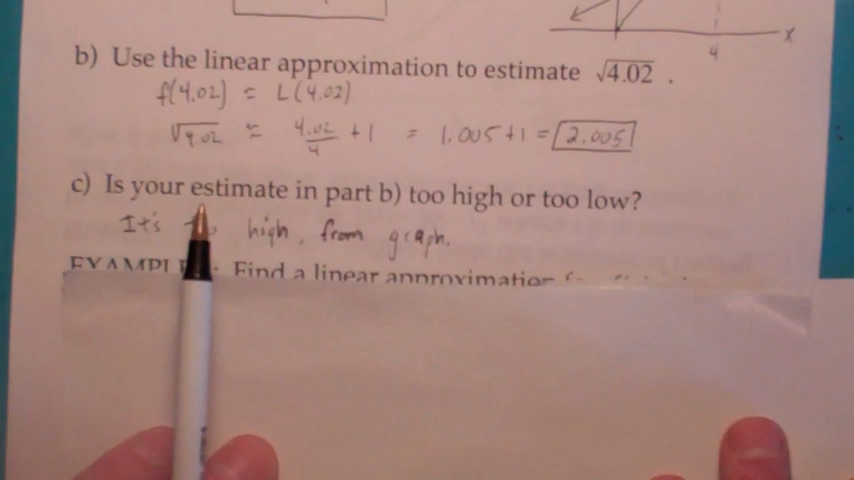 x
4
b) Use the linear approximation to estimate √4.02 .
f(4.02) ≈ L(4.02)
√4.02 ≈ 4.02/4 + 1 = 1.005 + 1 = 2.005
c) Is your estimate in part b) too high or too low?
It's high, from graph.
EXAMPLE : Find a linear approximation